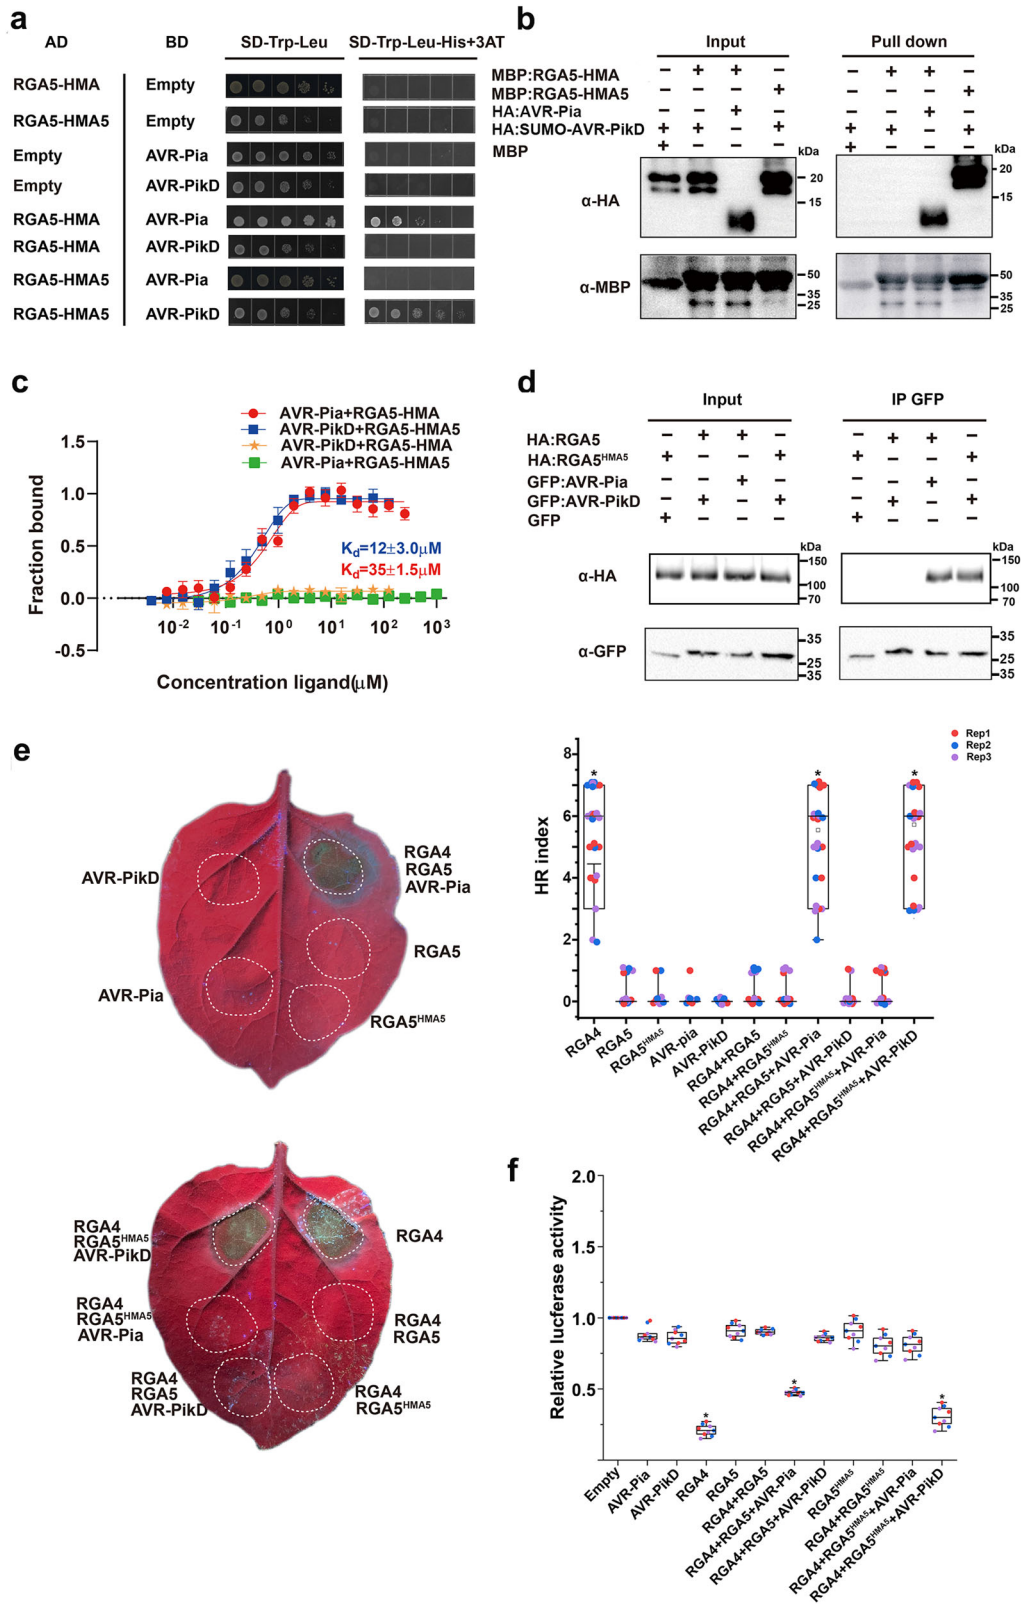 a
AD BD SD-Trp-Leu SD-Trp-Leu-His+3AT
RGA5-HMA Empty
RGA5-HMA5 Empty
Empty AVR-Pia
Empty AVR-PikD
RGA5-HMA AVR-Pia
RGA5-HMA AVR-PikD
RGA5-HMA5 AVR-Pia
RGA5-HMA5 AVR-PikD
b
Input Pull down
MBP:RGA5-HMA − + + − − + + −
MBP:RGA5-HMA5 − − − + − − − +
HA:AVR-Pia − − + − − − + −
HA:SUMO-AVR-PikD + + − + + + − +
MBP + − − − + − − −
kDa kDa
α-HA 20 20
15 15
α-MBP 50 50
35 35
25 25
c
AVR-Pia+RGA5-HMA
AVR-PikD+RGA5-HMA5
AVR-PikD+RGA5-HMA
AVR-Pia+RGA5-HMA5
Fraction bound
1.5
1.0
0.5
0.0
-0.5
Kd=12±3.0μM
Kd=35±1.5μM
10⁻² 10⁻¹ 10⁰ 10¹ 10² 10³
Concentration ligand(μM)
d
Input IP GFP
HA:RGA5 − + + − − + + −
HA:RGA5ᴴᴹᴬ⁵ + − − + + − − +
GFP:AVR-Pia − − + − − − + −
GFP:AVR-PikD − + − + − + − +
GFP + − − − + − − −
kDa kDa
α-HA 150 150
100 100
70 70
α-GFP 35 35
25 25
35 35
e
AVR-PikD
AVR-Pia
RGA4
RGA5
AVR-Pia
RGA5
RGA5ᴴᴹᴬ⁵
RGA4
RGA5ᴴᴹᴬ⁵
AVR-PikD
RGA4
RGA5ᴴᴹᴬ⁵
AVR-Pia
RGA4
RGA5
AVR-PikD
RGA4
RGA4
RGA5
RGA4
RGA5ᴴᴹᴬ⁵
Rep1
Rep2
Rep3
HR index
8
6
4
2
0
* * *
RGA4
RGA5
RGA5ᴴᴹᴬ⁵
AVR-pia
AVR-PikD
RGA4+RGA5
RGA4+RGA5ᴴᴹᴬ⁵
RGA4+RGA5+AVR-Pia
RGA4+RGA5+AVR-PikD
RGA4+RGA5ᴴᴹᴬ⁵+AVR-Pia
RGA4+RGA5ᴴᴹᴬ⁵+AVR-PikD
f
Relative luciferase activity
2.0
1.0
0.5
* * *
Empty
AVR-Pia
AVR-PikD
RGA4
RGA5
RGA4+RGA5
RGA4+RGA5+AVR-Pia
RGA4+RGA5+AVR-PikD
RGA5ᴴᴹᴬ⁵
RGA4+RGA5ᴴᴹᴬ⁵
RGA4+RGA5ᴴᴹᴬ⁵+AVR-Pia
RGA4+RGA5ᴴᴹᴬ⁵+AVR-PikD